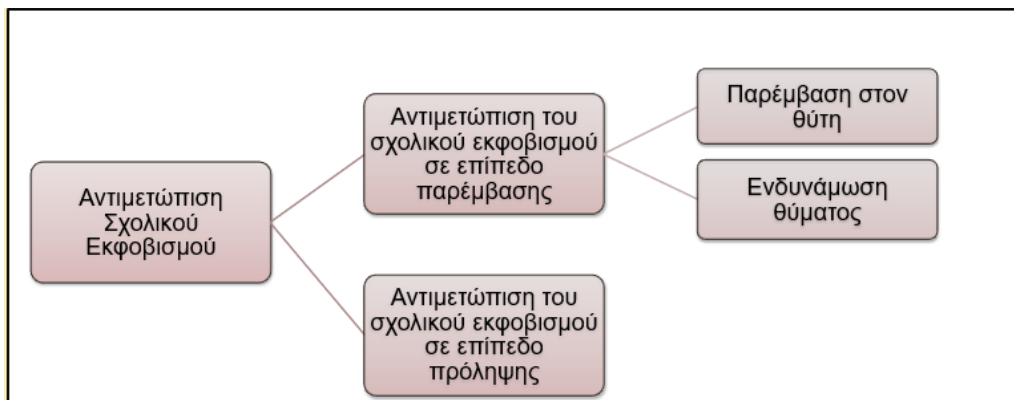 Αντιμετώπιση
Σχολικού
Εκφοβισμού
Αντιμετώπιση του
σχολικού εκφοβισμού
σε επίπεδο
παρέμβασης
Παρέμβαση στον
θύτη
Ενδυνάμωση
θύματος
Αντιμετώπιση του
σχολικού εκφοβισμού
σε επίπεδο
πρόληψης